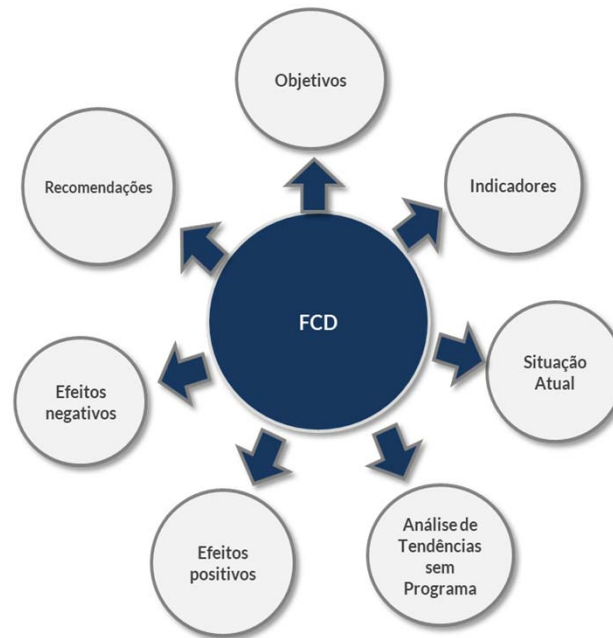 Objetivos
Recomendações
Indicadores
FCD
Situação
Atual
Efeitos
negativos
Efeitos
positivos
Análise de
Tendências
sem
Programa